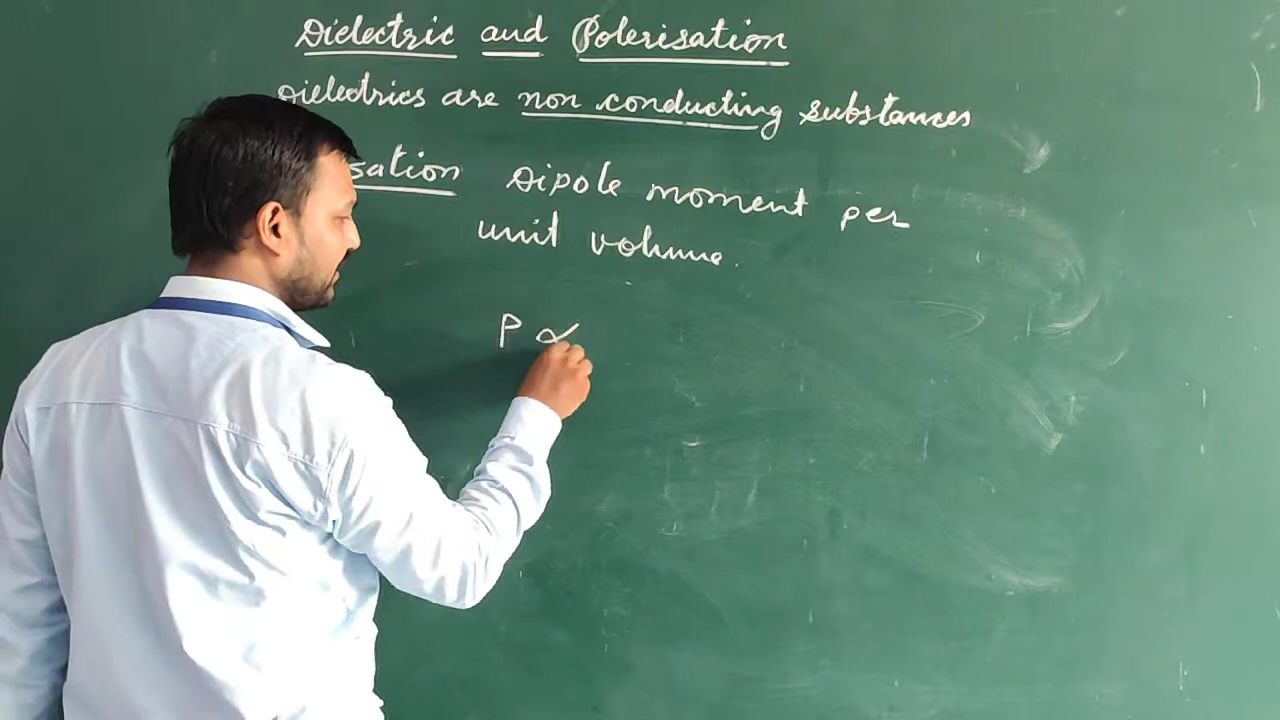 Dielectric and Polerisation
Dielectrics are non conducting substances
sation Dipole moment per
unit volume.
P ∝